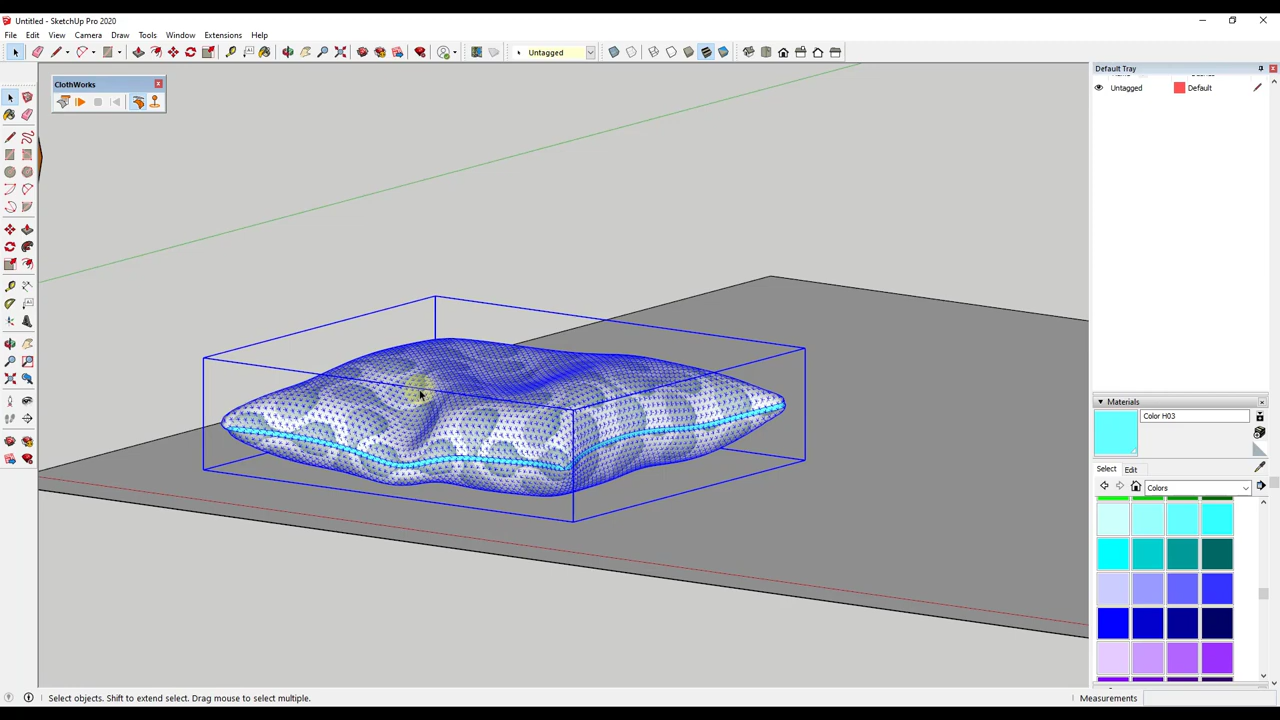 Untitled - SketchUp Pro 2020
File Edit View Camera Draw Tools Window Extensions Help
Untagged
Default Tray
ClothWorks
Untagged Default
Materials
Color H03
Select Edit
Colors
Select objects. Shift to extend select. Drag mouse to select multiple.
Measurements